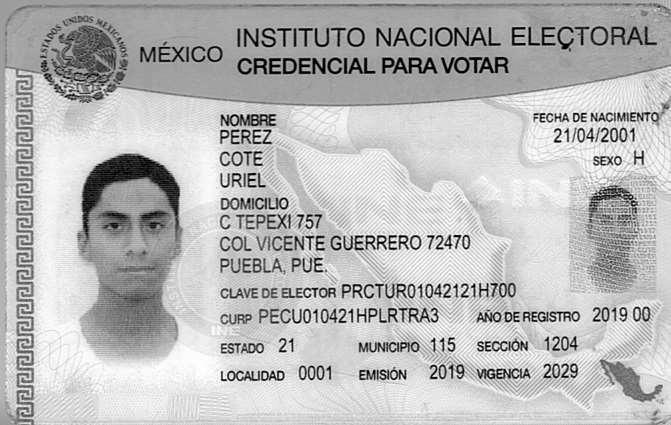 ESTADOS UNIDOS MEXICANOS
MÉXICO INSTITUTO NACIONAL ELECTORAL
CREDENCIAL PARA VOTAR
NOMBRE
PEREZ
COTE
URIEL
FECHA DE NACIMIENTO
21/04/2001
SEXO H
DOMICILIO
C TEPEXI 757
COL VICENTE GUERRERO 72470
PUEBLA, PUE.
CLAVE DE ELECTOR PRCTUR01042121H700
CURP PECU010421HPLRTRA3 AÑO DE REGISTRO 2019 00
ESTADO 21 MUNICIPIO 115 SECCIÓN 1204
LOCALIDAD 0001 EMISIÓN 2019 VIGENCIA 2029
INE